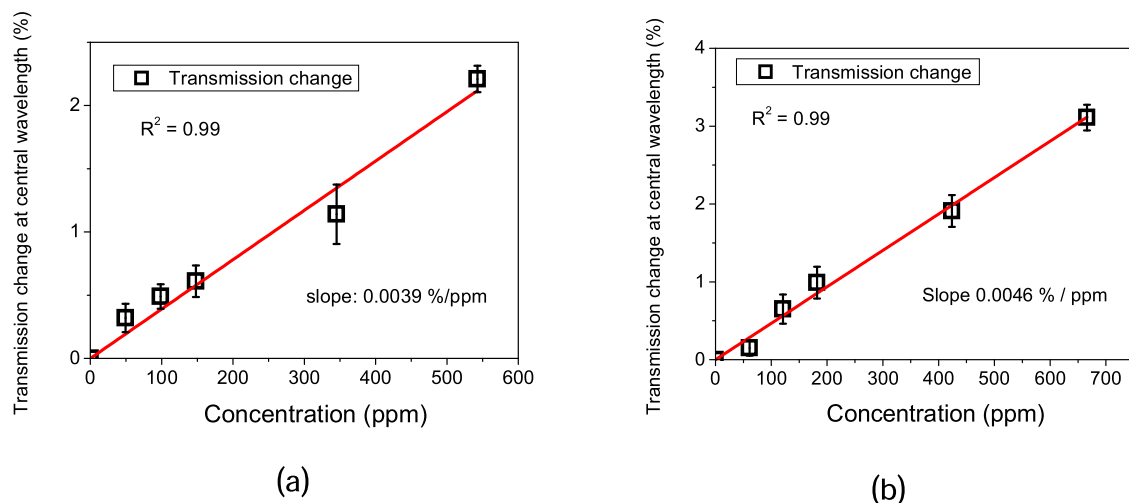 Transmission change at central wavelength (%)
2
1
0
Transmission change
R² = 0.99
slope: 0.0039 %/ppm
0 100 200 300 400 500 600
Concentration (ppm)
(a)
Transmission change at central wavelength (%)
4
3
2
1
0
Transmission change
R² = 0.99
Slope 0.0046 % / ppm
0 100 200 300 400 500 600 700
Concentration (ppm)
(b)